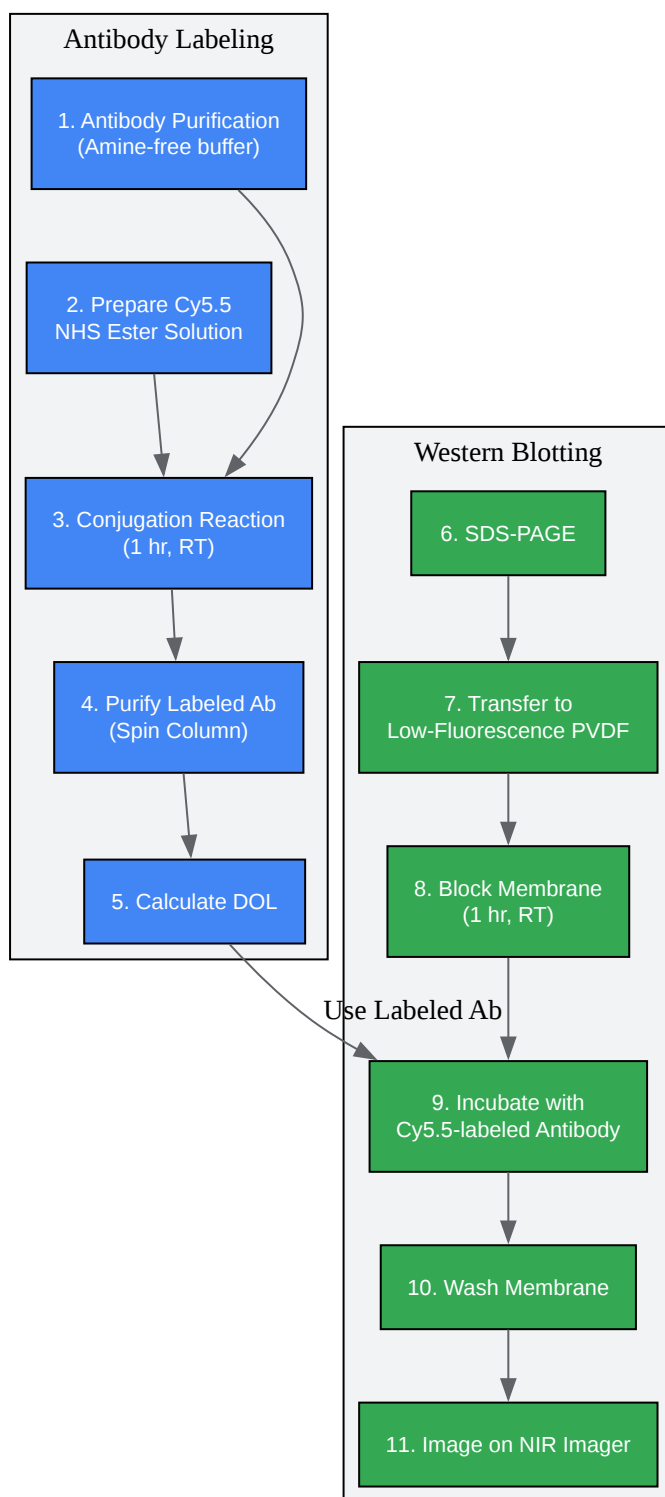 Antibody Labeling
1. Antibody Purification
(Amine-free buffer)
2. Prepare Cy5.5
NHS Ester Solution
3. Conjugation Reaction
(1 hr, RT)
4. Purify Labeled Ab
(Spin Column)
5. Calculate DOL
Use Labeled Ab
Western Blotting
6. SDS-PAGE
7. Transfer to
Low-Fluorescence PVDF
8. Block Membrane
(1 hr, RT)
9. Incubate with
Cy5.5-labeled Antibody
10. Wash Membrane
11. Image on NIR Imager